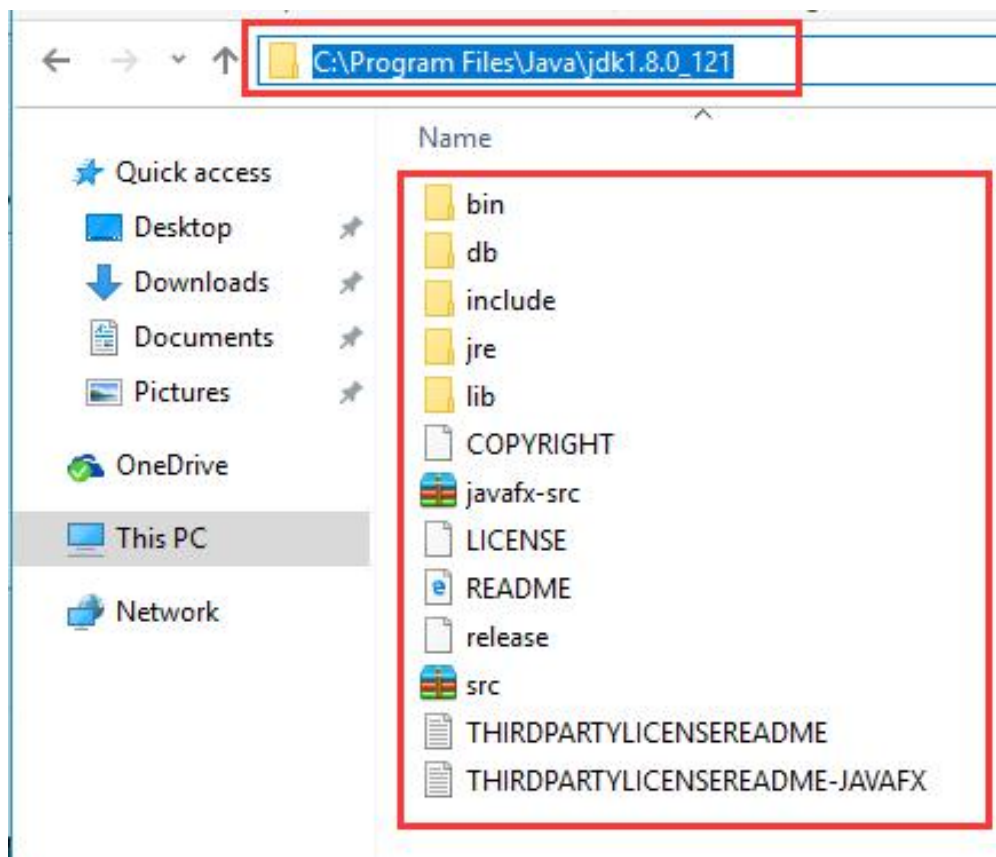 C:\Program Files\Java\jdk1.8.0_121
Name
Quick access
Desktop
Downloads
Documents
Pictures
OneDrive
This PC
Network
bin
db
include
jre
lib
COPYRIGHT
javafx-src
LICENSE
README
release
src
THIRDPARTYLICENSEREADME
THIRDPARTYLICENSEREADME-JAVAFX